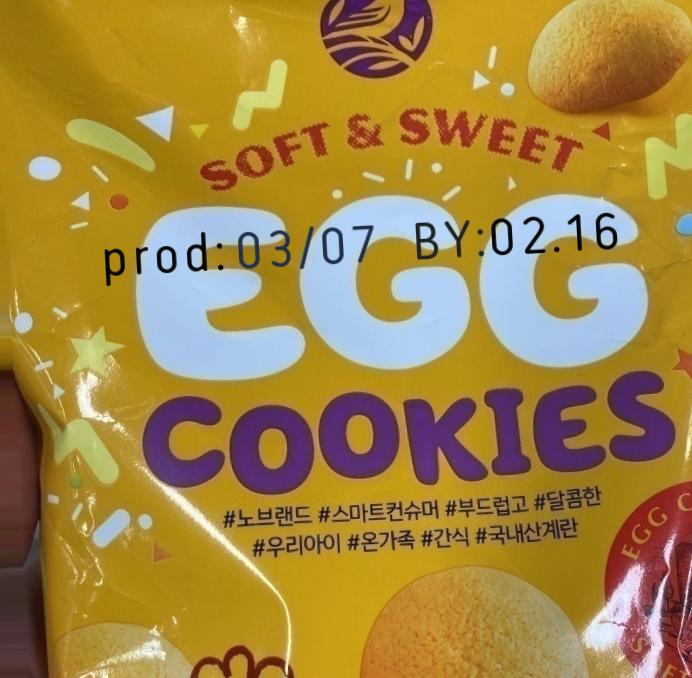 SOFT & SWEET
prod:03/07 BY:02.16
EGG
COOKIES
#노브랜드 #스마트컨슈머 #부드럽고 #달콤한
#우리아이 #온가족 #간식 #국내산계란
EGG